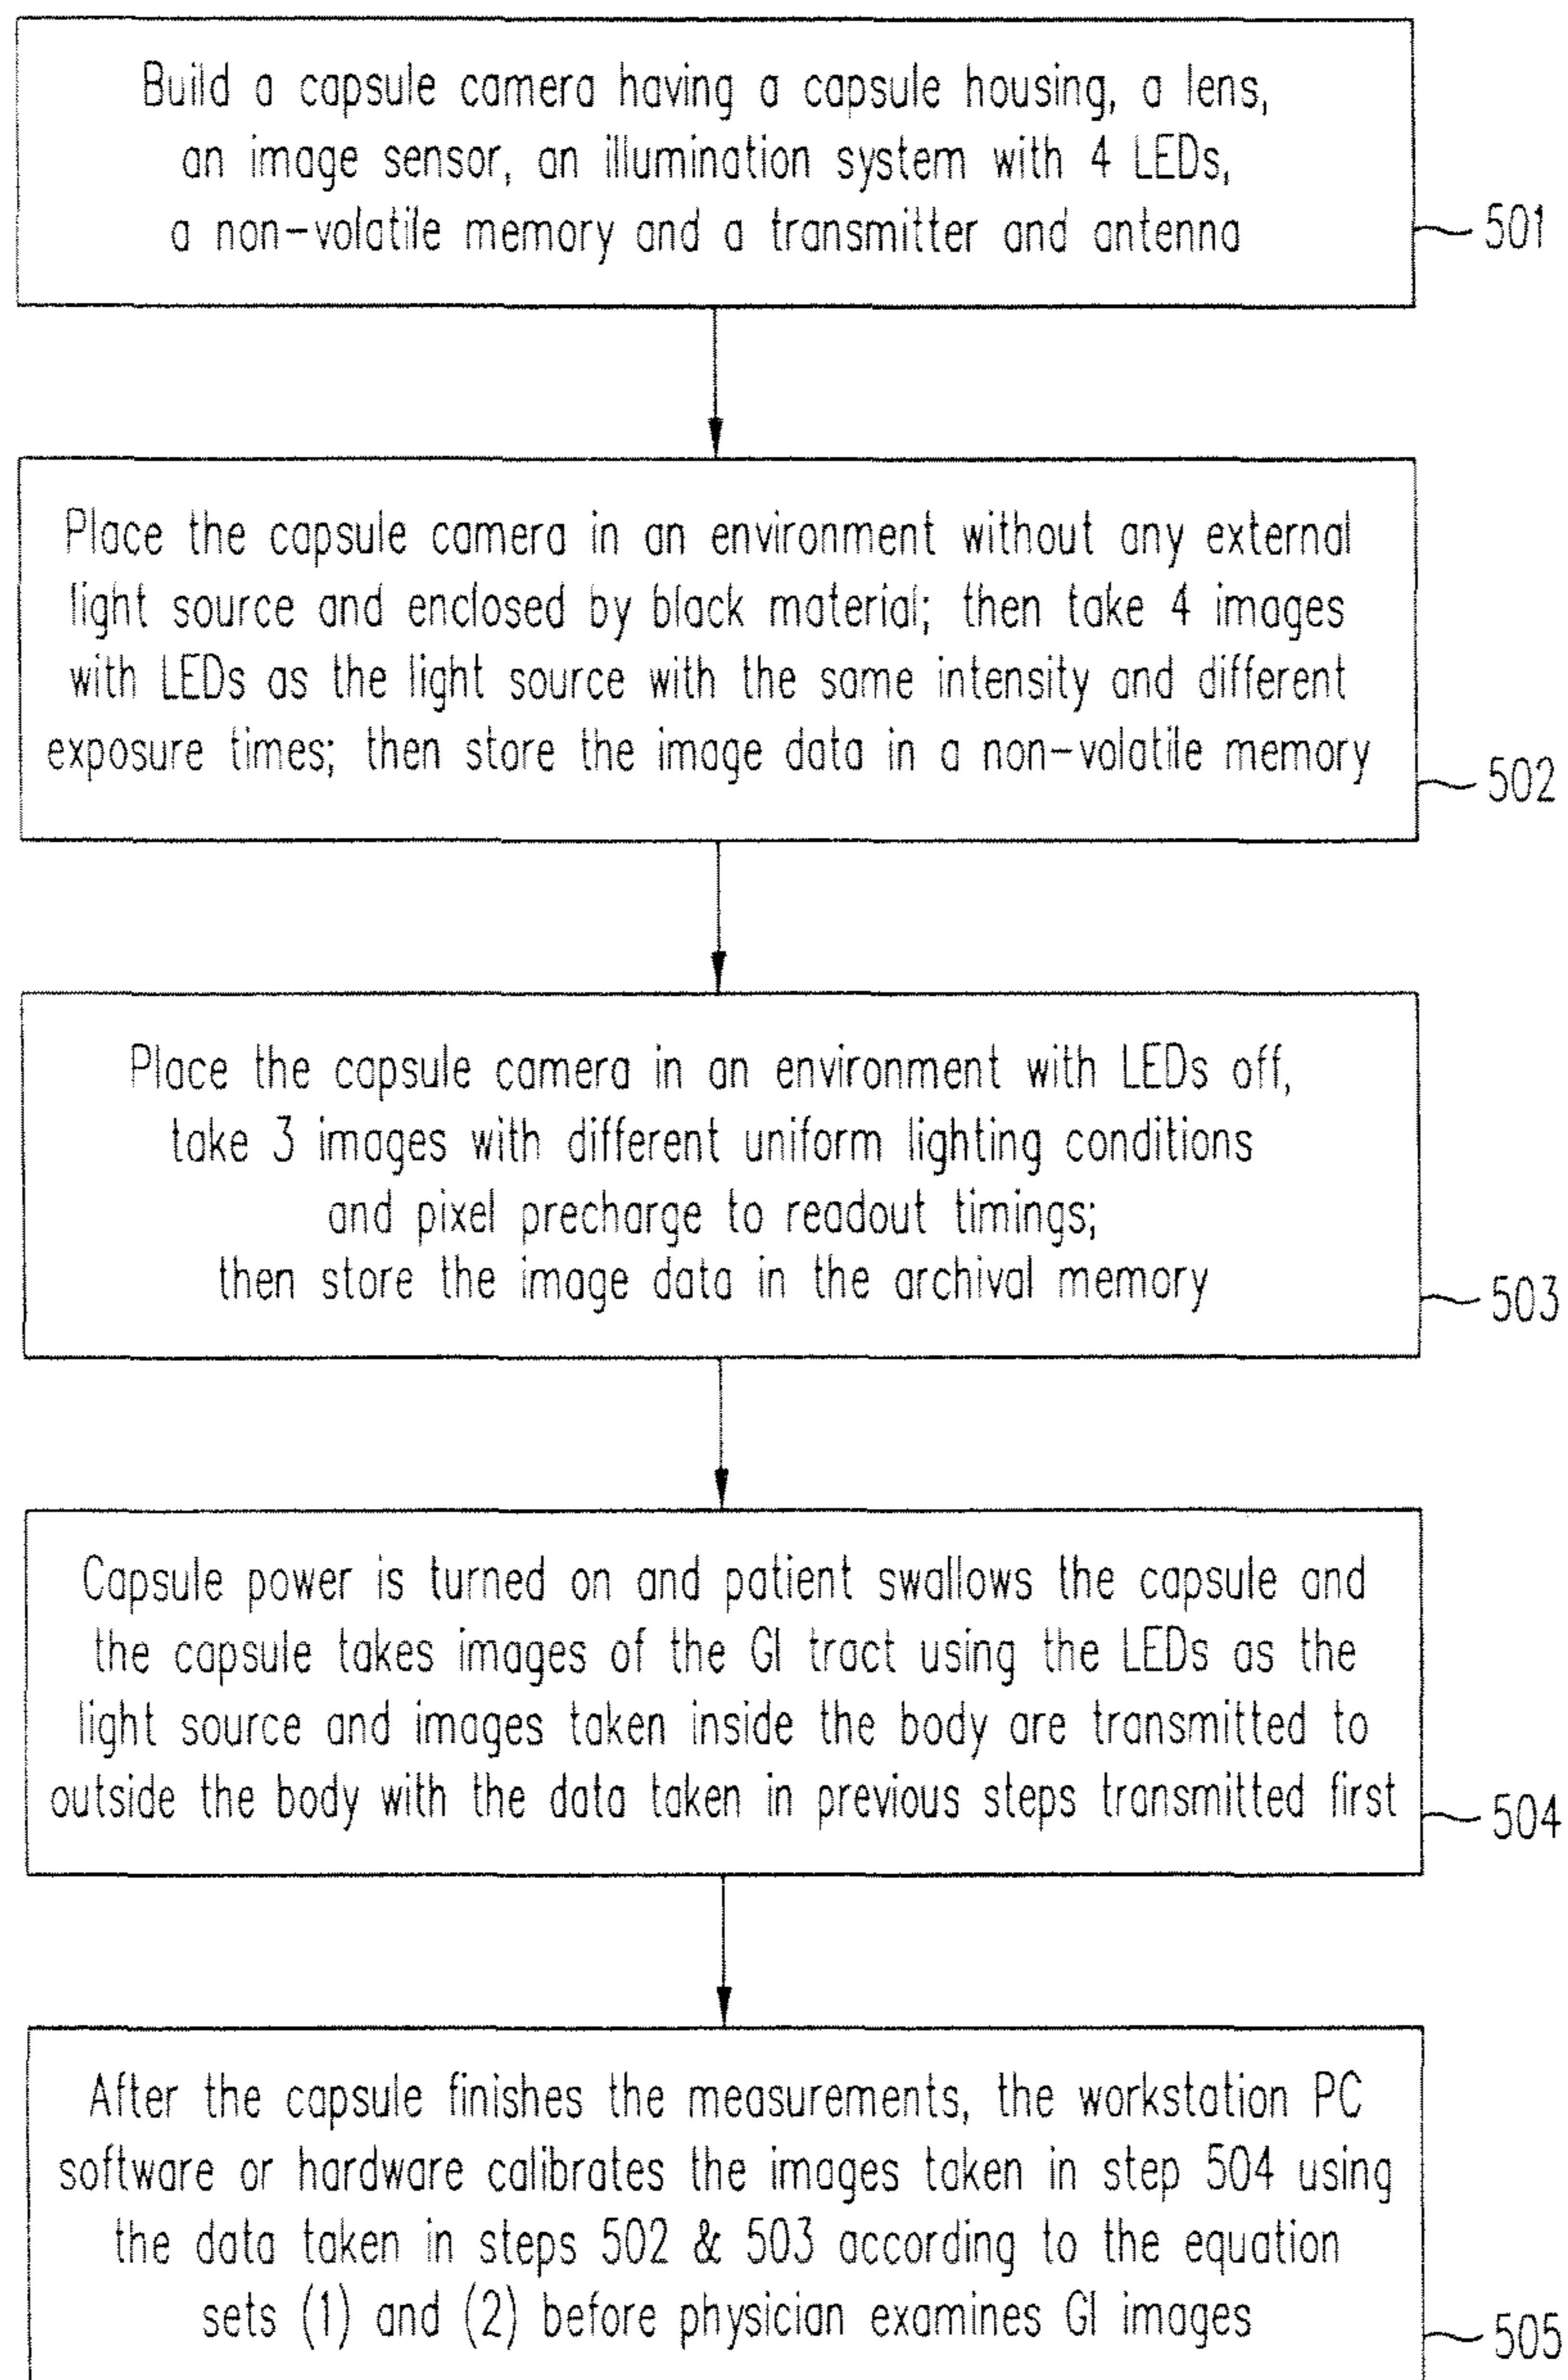 Build a capsule camera having a capsule housing, a lens,
an image sensor, an illumination system with 4 LEDs,
a non-volatile memory and a transmitter and antenna
501
Place the capsule camera in an environment without any external
light source and enclosed by black material; then take 4 images
with LEDs as the light source with the same intensity and different
exposure times; then store the image data in a non-volatile memory
502
Place the capsule camera in an environment with LEDs off,
take 3 images with different uniform lighting conditions
and pixel precharge to readout timings;
then store the image data in the archival memory
503
Capsule power is turned on and patient swallows the capsule and
the capsule takes images of the GI tract using the LEDs as the
light source and images taken inside the body are transmitted to
outside the body with the data taken in previous steps transmitted first
504
After the capsule finishes the measurements, the workstation PC
software or hardware calibrates the images taken in step 504 using
the data taken in steps 502 & 503 according to the equation
sets (1) and (2) before physician examines GI images
505